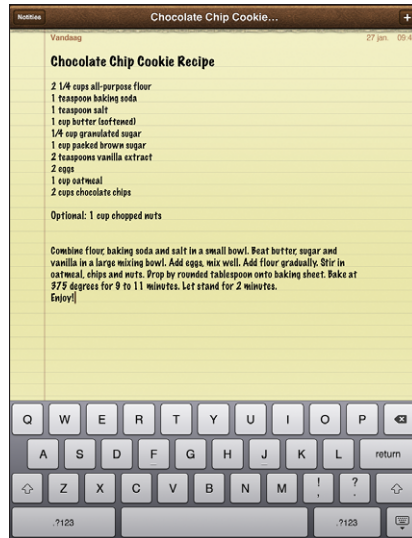 Notities
Chocolate Chip Cookie...
+
Vandaag
27 jan.
09:4
Chocolate Chip Cookie Recipe
2 1/4 cups all-purpose flour
1 teaspoon baking soda
1 teaspoon salt
1 cup butter (softened)
1/4 cup granulated sugar
1 cup packed brown sugar
2 teaspoons vanilla extract
2 eggs
1 cup oatmeal
2 cups chocolate chips
Optional: 1 cup chopped nuts
Combine flour, baking soda and salt in a small bowl. Beat butter, sugar and
vanilla in a large mixing bowl. Add eggs, mix well. Add flour gradually. Stir in
oatmeal, chips and nuts. Drop by rounded tablespoon onto baking sheet. Bake at
375 degrees for 9 to 11 minutes. Let stand for 2 minutes.
Enjoy!
Q W E R T Y U I O P
A S D F G H J K L return
Z X C V B N M ! , ? .
.?123 .?123